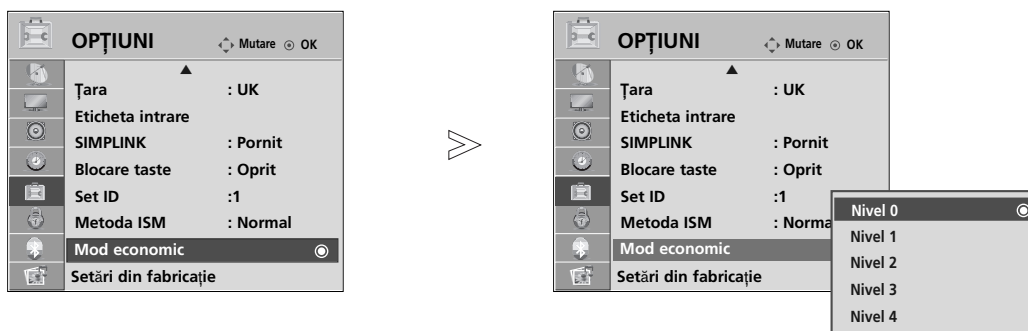 OPȚIUNI Mutare OK
Țara : UK
Eticheta intrare
SIMPLINK : Pornit
Blocare taste : Oprit
Set ID :1
Metoda ISM : Normal
Mod economic
Setări din fabricație
OPȚIUNI Mutare OK
Țara : UK
Eticheta intrare
SIMPLINK : Pornit
Blocare taste : Oprit
Set ID :1
Metoda ISM : Norma
Mod economic
Setări din fabricație
Nivel 0
Nivel 1
Nivel 2
Nivel 3
Nivel 4